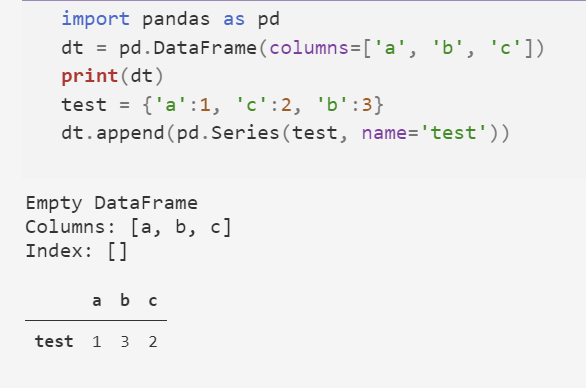 import pandas as pd
dt = pd.DataFrame(columns=['a', 'b', 'c'])
print(dt)
test = {'a':1, 'c':2, 'b':3}
dt.append(pd.Series(test, name='test'))
Empty DataFrame
Columns: [a, b, c]
Index: []
a b c
test 1 3 2